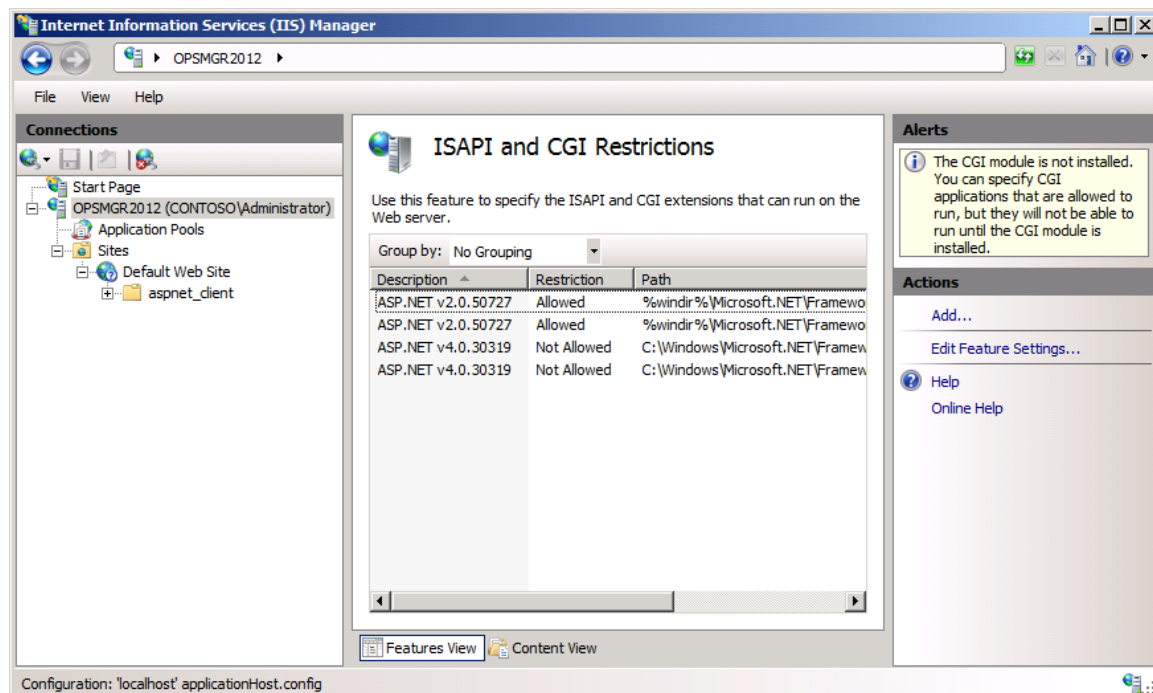 Internet Information Services (IIS) Manager
OPSMGR2012
File View Help
Connections
Start Page
OPSMGR2012 (CONTOSO\Administrator)
Application Pools
Sites
Default Web Site
aspnet_client
ISAPI and CGI Restrictions
Use this feature to specify the ISAPI and CGI extensions that can run on the
Web server.
Group by: No Grouping
Description Restriction Path
ASP.NET v2.0.50727 Allowed %windir%\Microsoft.NET\Framewo
ASP.NET v2.0.50727 Allowed %windir%\Microsoft.NET\Framewo
ASP.NET v4.0.30319 Not Allowed C:\Windows\Microsoft.NET\Framew
ASP.NET v4.0.30319 Not Allowed C:\Windows\Microsoft.NET\Framew
Features View Content View
Alerts
The CGI module is not installed.
You can specify CGI
applications that are allowed to
run, but they will not be able to
run until the CGI module is
installed.
Actions
Add...
Edit Feature Settings...
Help
Online Help
Configuration: 'localhost' applicationHost.config